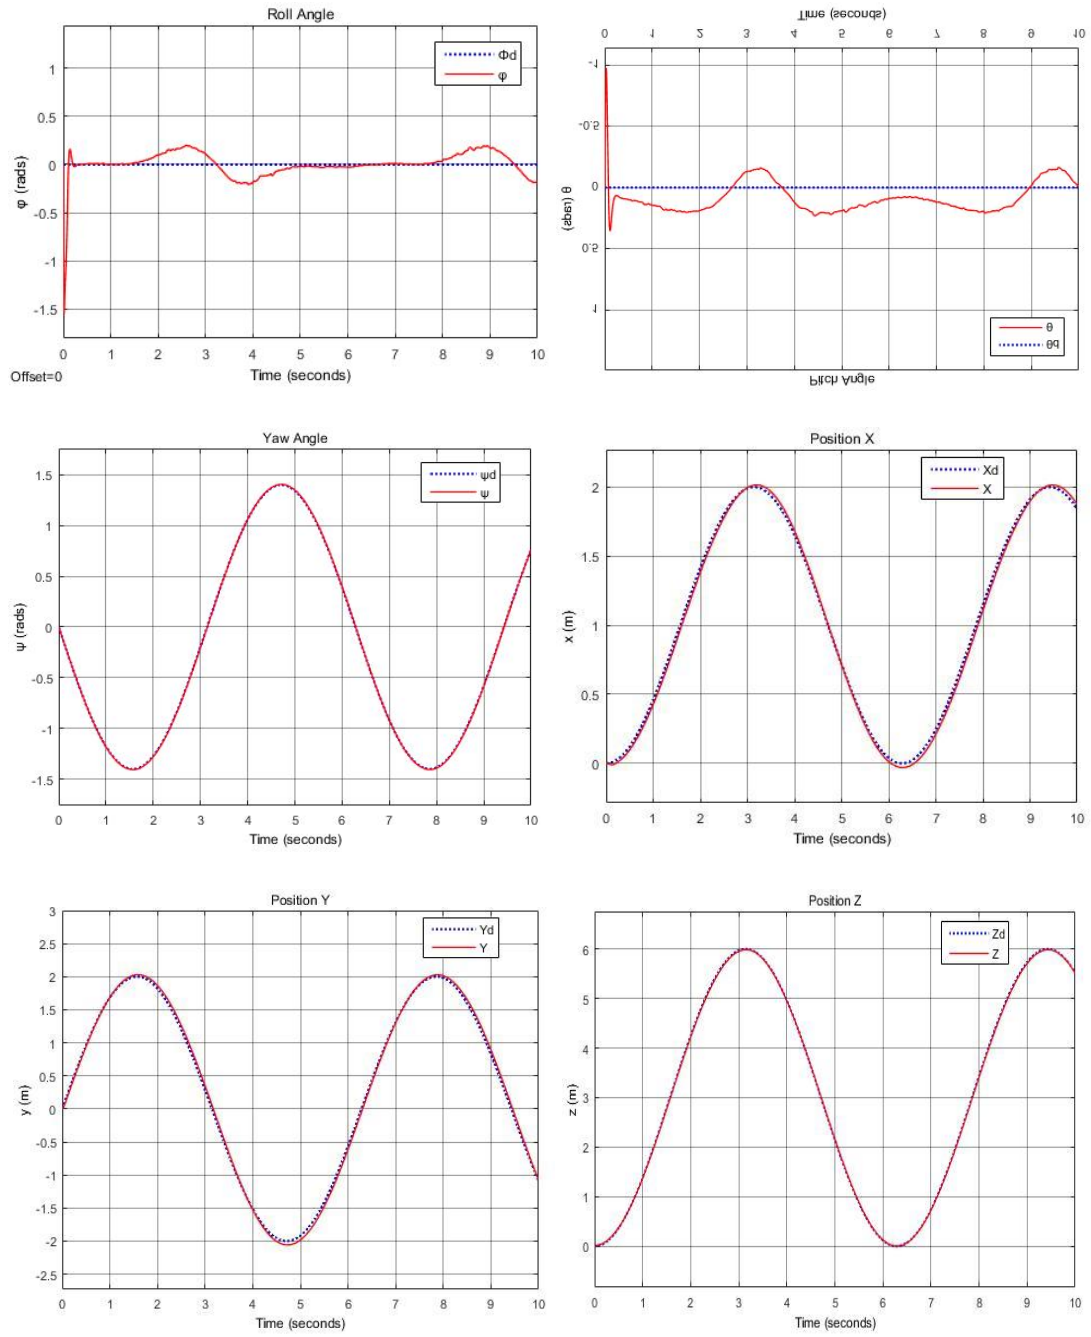 Roll Angle
Φd
φ
1
0.5
0
-0.5
-1
-1.5
φ (rads)
0 1 2 3 4 5 6 7 8 9 10
Offset=0
Time (seconds)
Time (seconds)
0 1 2 3 4 5 6 7 8 9 10
-1
-0.5
0
0.5
1
θ (rads)
θ
θd
Pitch Angle
Yaw Angle
ψd
ψ
1.5
1
0.5
0
-0.5
-1
-1.5
ψ (rads)
0 1 2 3 4 5 6 7 8 9 10
Time (seconds)
Position X
Xd
X
2
1.5
1
0.5
0
x (m)
0 1 2 3 4 5 6 7 8 9 10
Time (seconds)
Position Y
Yd
Y
3
2.5
2
1.5
1
0.5
0
-0.5
-1
-1.5
-2
-2.5
y (m)
0 1 2 3 4 5 6 7 8 9 10
Time (seconds)
Position Z
Zd
Z
6
5
4
3
2
1
0
z (m)
0 1 2 3 4 5 6 7 8 9 10
Time (seconds)